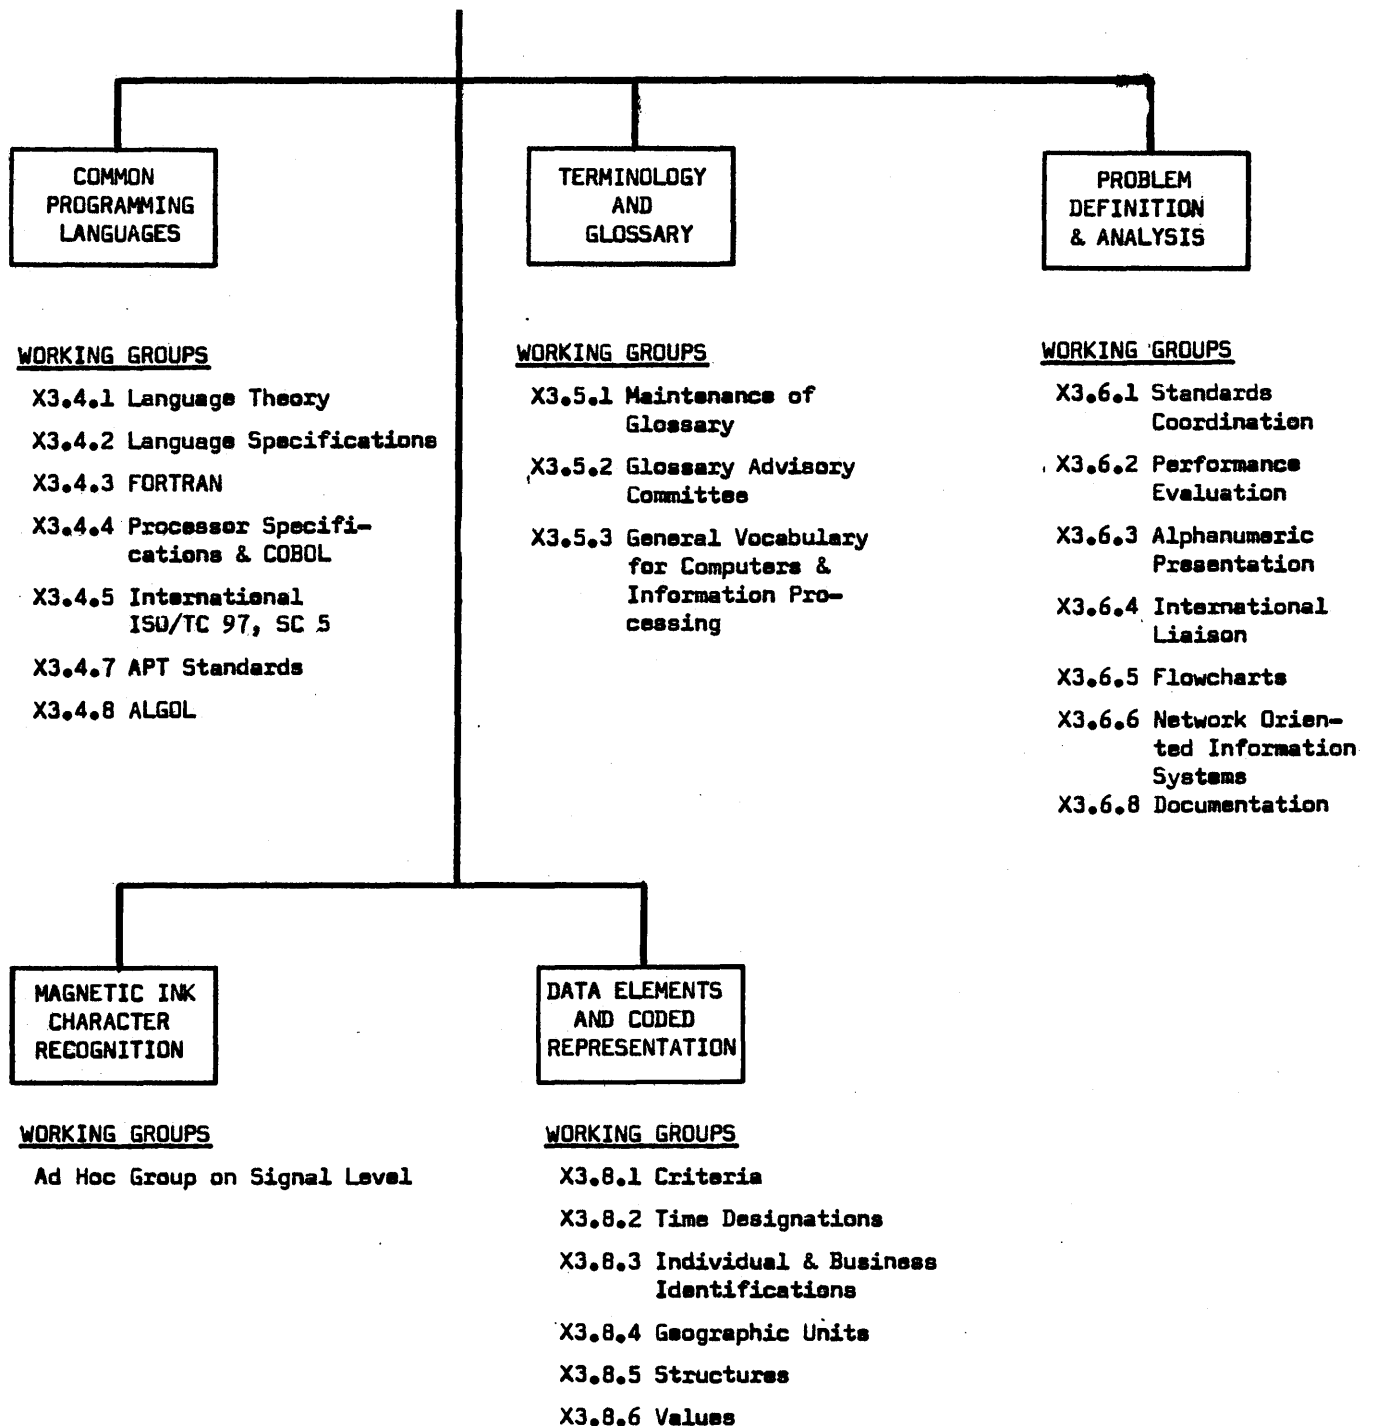 COMMON
PROGRAMMING
LANGUAGES
WORKING GROUPS
X3.4.1 Language Theory
X3.4.2 Language Specifications
X3.4.3 FORTRAN
X3.4.4 Processor Specifi-
cations & COBOL
X3.4.5 International
ISO/TC 97, SC 5
X3.4.7 APT Standards
X3.4.8 ALGOL
TERMINOLOGY
AND
GLOSSARY
WORKING GROUPS
X3.5.1 Maintenance of
Glossary
X3.5.2 Glossary Advisory
Committee
X3.5.3 General Vocabulary
for Computers &
Information Pro-
cessing
PROBLEM
DEFINITION
& ANALYSIS
WORKING GROUPS
X3.6.1 Standards
Coordination
X3.6.2 Performance
Evaluation
X3.6.3 Alphanumeric
Presentation
X3.6.4 International
Liaison
X3.6.5 Flowcharts
X3.6.6 Network Orien-
ted Information
Systems
X3.6.8 Documentation
MAGNETIC INK
CHARACTER
RECOGNITION
WORKING GROUPS
Ad Hoc Group on Signal Level
DATA ELEMENTS
AND CODED
REPRESENTATION
WORKING GROUPS
X3.8.1 Criteria
X3.8.2 Time Designations
X3.8.3 Individual & Business
Identifications
X3.8.4 Geographic Units
X3.8.5 Structures
X3.8.6 Values